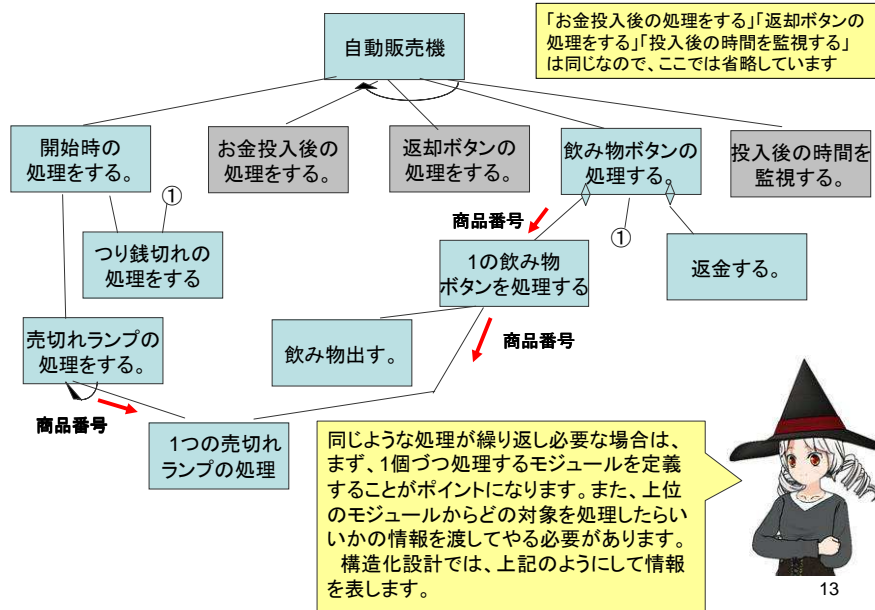 自動販売機
「お金投入後の処理をする」「返却ボタンの
処理をする」「投入後の時間を監視する」
は同じなので、ここでは省略しています
開始時の
処理をする。
お金投入後の
処理をする。
返却ボタンの
処理をする。
飲み物ボタンの
処理する。
投入後の時間を
監視する。
①
商品番号
①
つり銭切れの
処理をする
1の飲み物
ボタンを処理する
返金する。
売切れランプの
処理をする。
飲み物出す。
商品番号
商品番号
1つの売切れ
ランプの処理
同じような処理が繰り返し必要な場合は、
まず、1個づつ処理するモジュールを定義
することがポイントになります。また、上位
のモジュールからどの対象を処理したらい
いかの情報を渡してやる必要があります。
構造化設計では、上記のようにして情報
を表します。
13